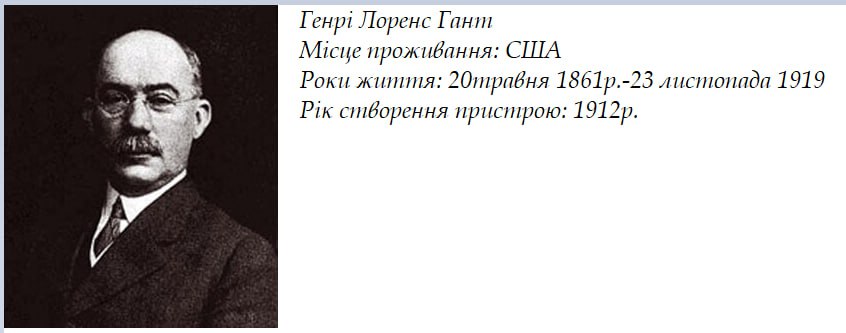 Генрі Лоренс Гант
Місце проживання: США
Роки життя: 20травня 1861р.-23 листопада 1919
Рік створення пристрою: 1912р.